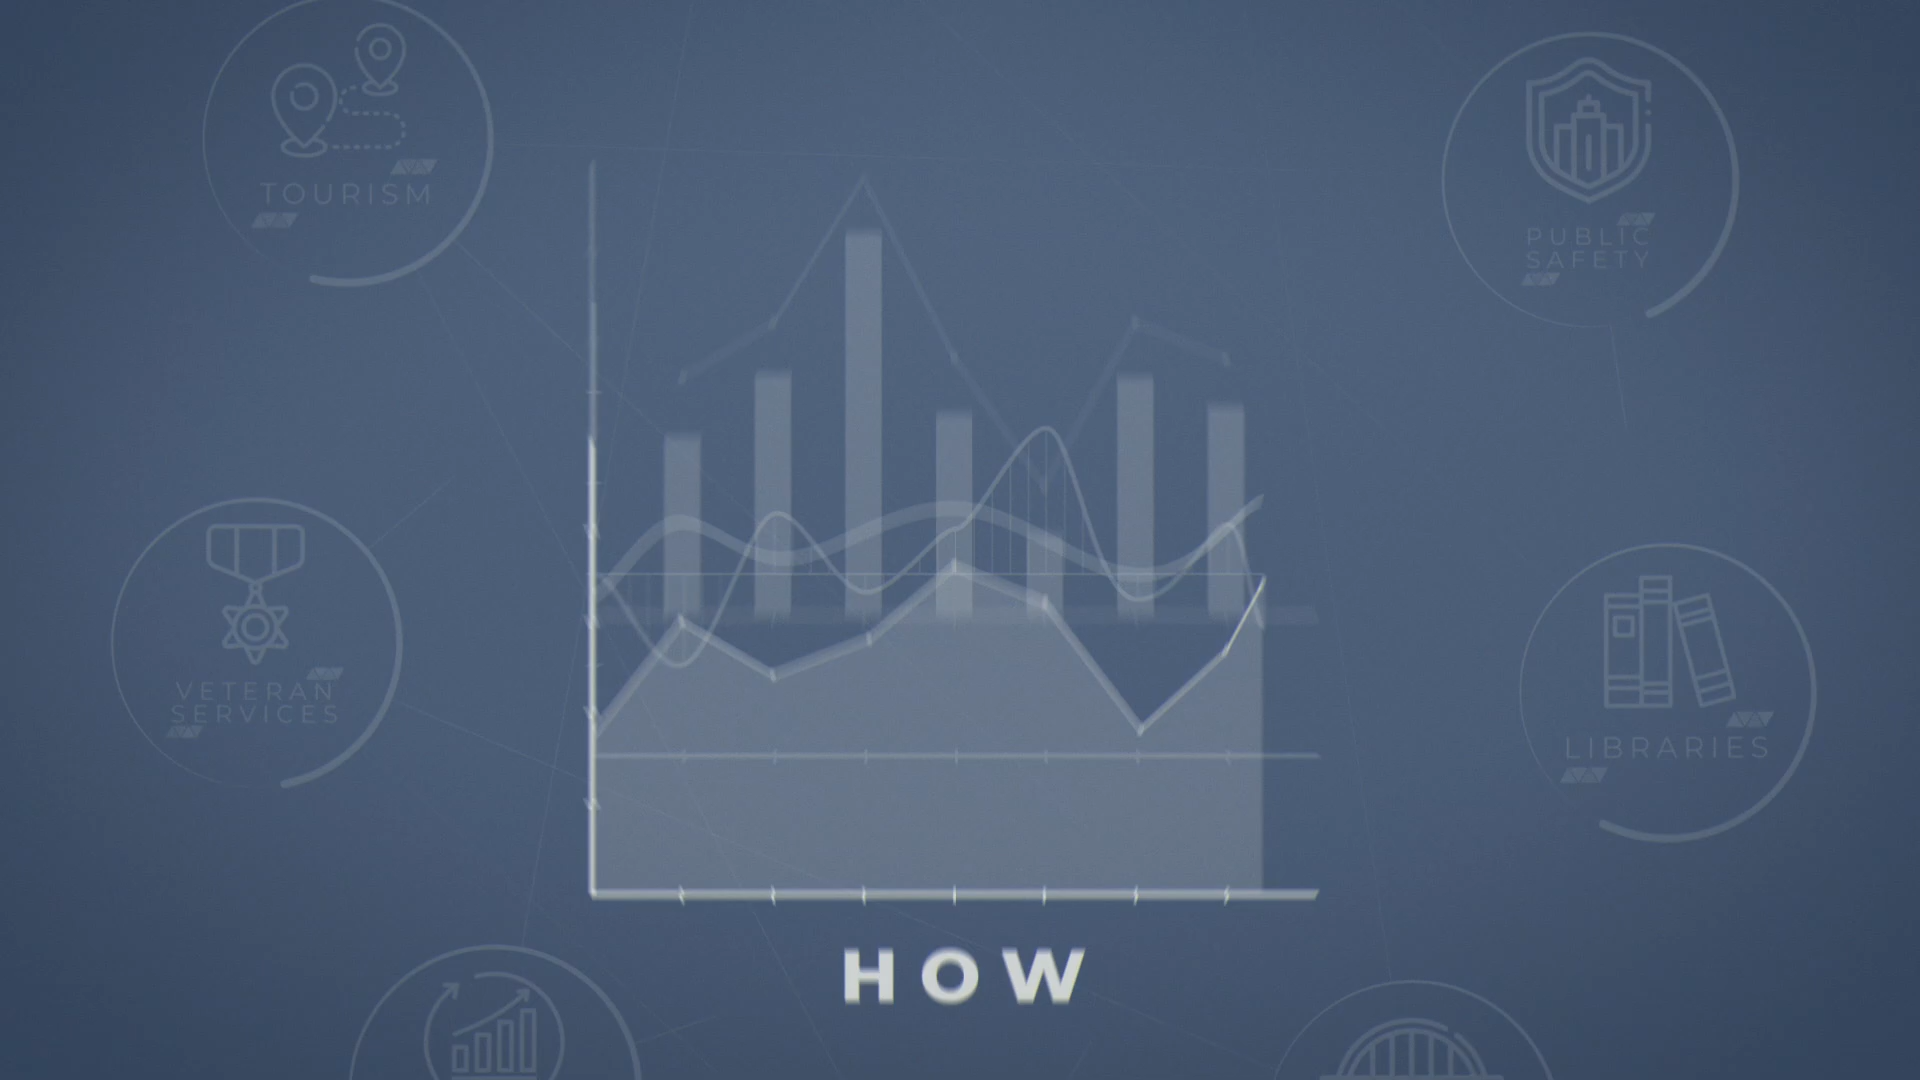 TOURISM
PUBLIC
SAFETY
VETERAN
SERVICES
LIBRARIES
HOW